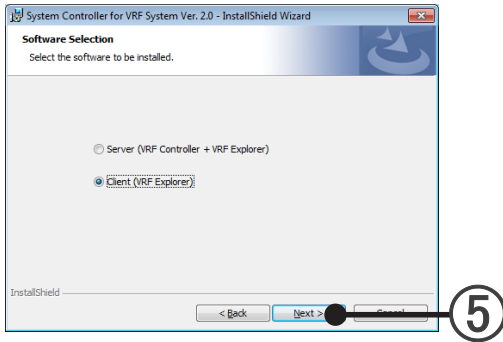 System Controller for VRF System Ver. 2.0 - InstallShield Wizard
Software Selection
Select the software to be installed.
Server (VRF Controller + VRF Explorer)
Client (VRF Explorer)
InstallShield
< Back Next > Cancel
5